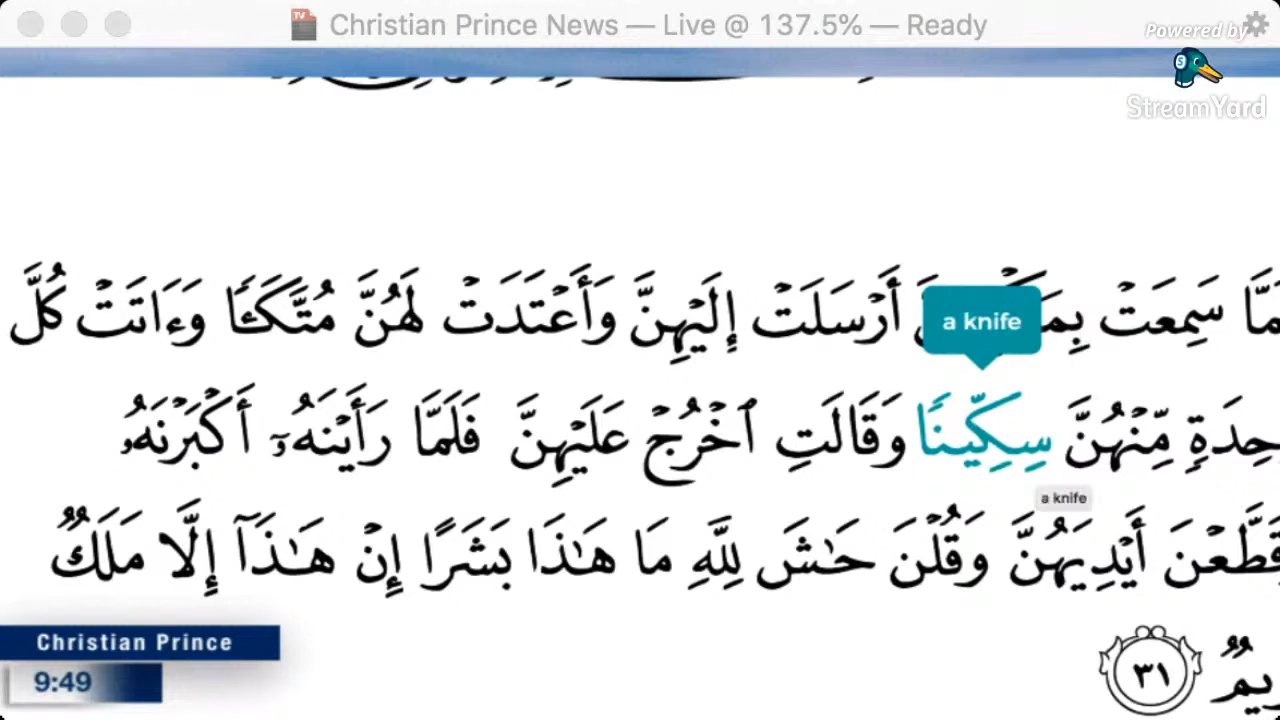 Christian Prince News — Live @ 137.5% — Ready
Powered by
StreamYard
سَمِعَتْ أَرْسَلَتْ إِلَيْهِنَّ وَأَعْتَدَتْ لَهُنَّ مُتَّكَـًٔا وَءَاتَتْ كُلَّ
a knife
مِّنْهُنَّ سِكِّينًا وَقَالَتِ ٱخْرُجْ عَلَيْهِنَّ فَلَمَّا رَأَيْنَهُۥٓ أَكْبَرْنَهُۥ
a knife
أَيْدِيَهُنَّ وَقُلْنَ حَـٰشَ لِلَّهِ مَا هَـٰذَا بَشَرًا إِنْ هَـٰذَآ إِلَّا مَلَكٌ
٣١
Christian Prince
9:49